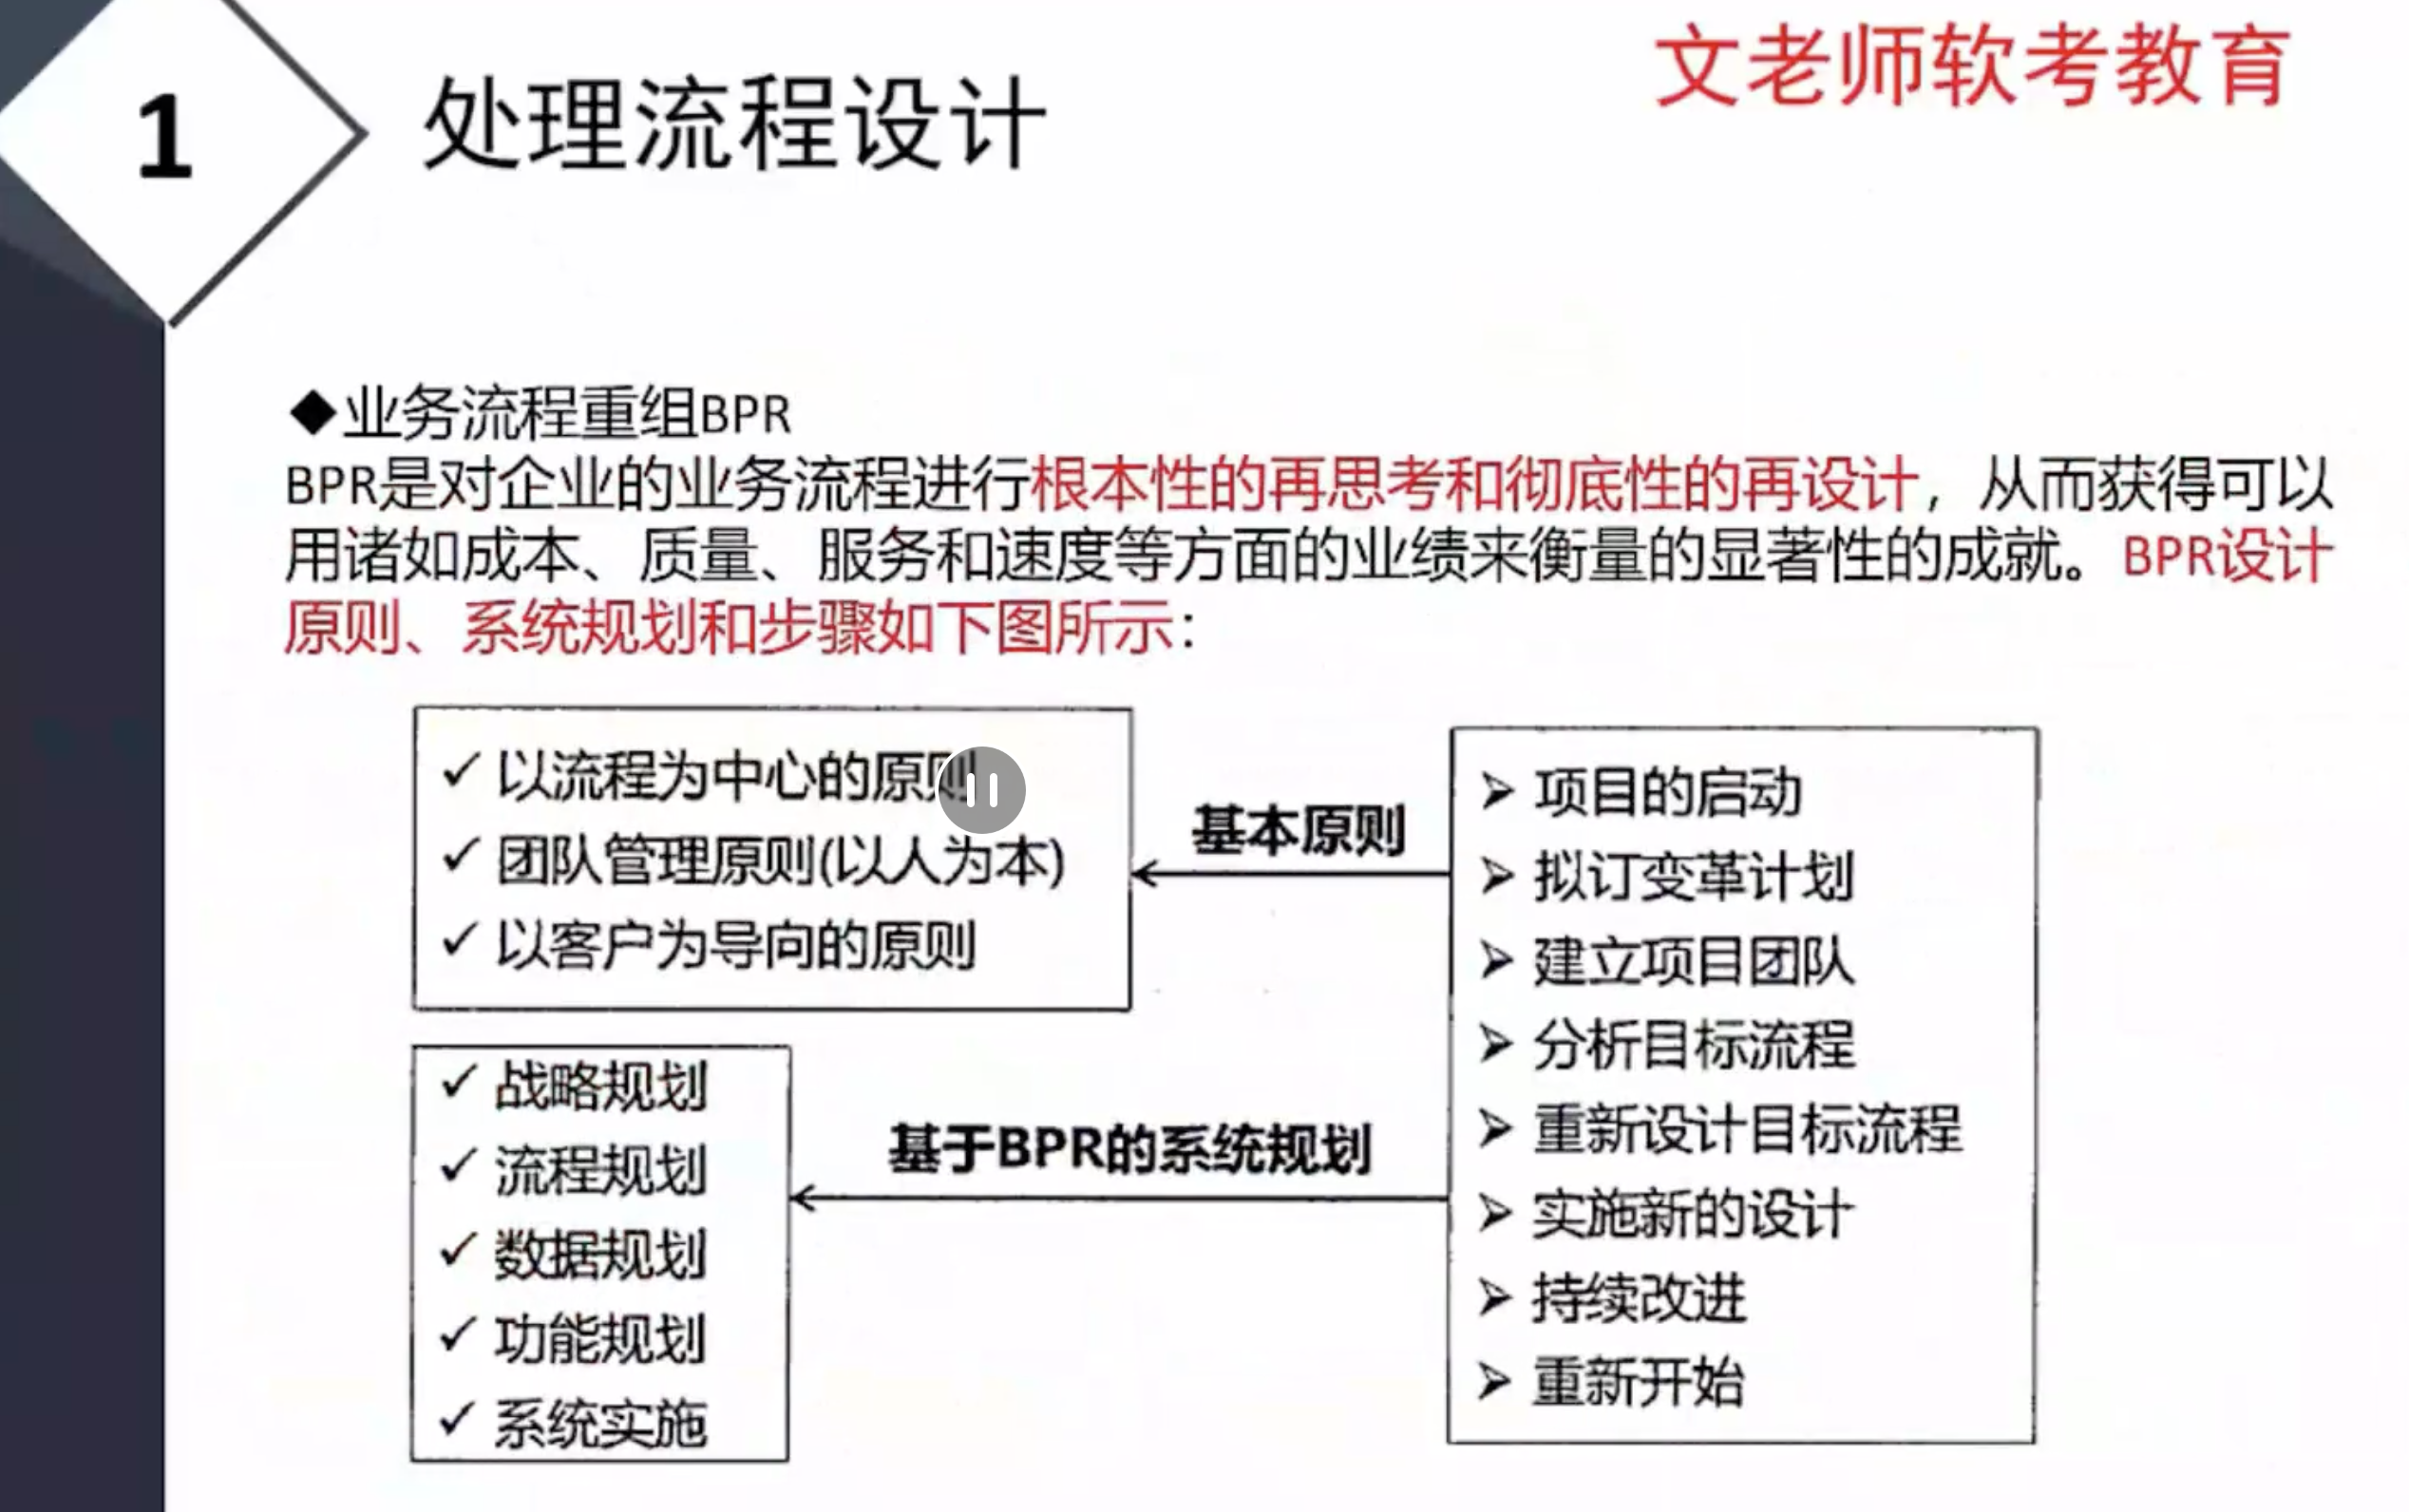 1
处理流程设计
文老师软考教育
◆业务流程重组BPR
BPR是对企业的业务流程进行根本性的再思考和彻底性的再设计，从而获得可以
用诸如成本、质量、服务和速度等方面的业绩来衡量的显著性的成就。BPR设计
原则、系统规划和步骤如下图所示：
✓ 以流程为中心的原则
✓ 团队管理原则(以人为本)
✓ 以客户为导向的原则
基本原则
✓ 战略规划
✓ 流程规划
✓ 数据规划
✓ 功能规划
✓ 系统实施
基于BPR的系统规划
➢ 项目的启动
➢ 拟订变革计划
➢ 建立项目团队
➢ 分析目标流程
➢ 重新设计目标流程
➢ 实施新的设计
➢ 持续改进
➢ 重新开始